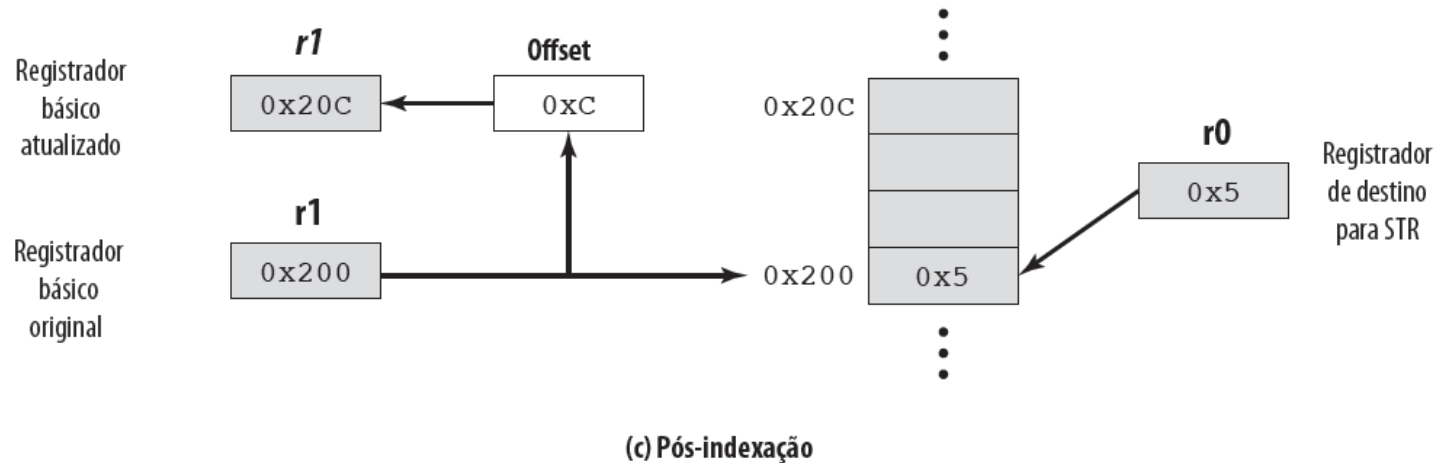 r1
Offset
Registrador
básico
atualizado
0x20C
0xC
0x20C
r0
Registrador
de destino
para STR
0x5
r1
Registrador
básico
original
0x200
0x200
0x5
(c) Pós-indexação